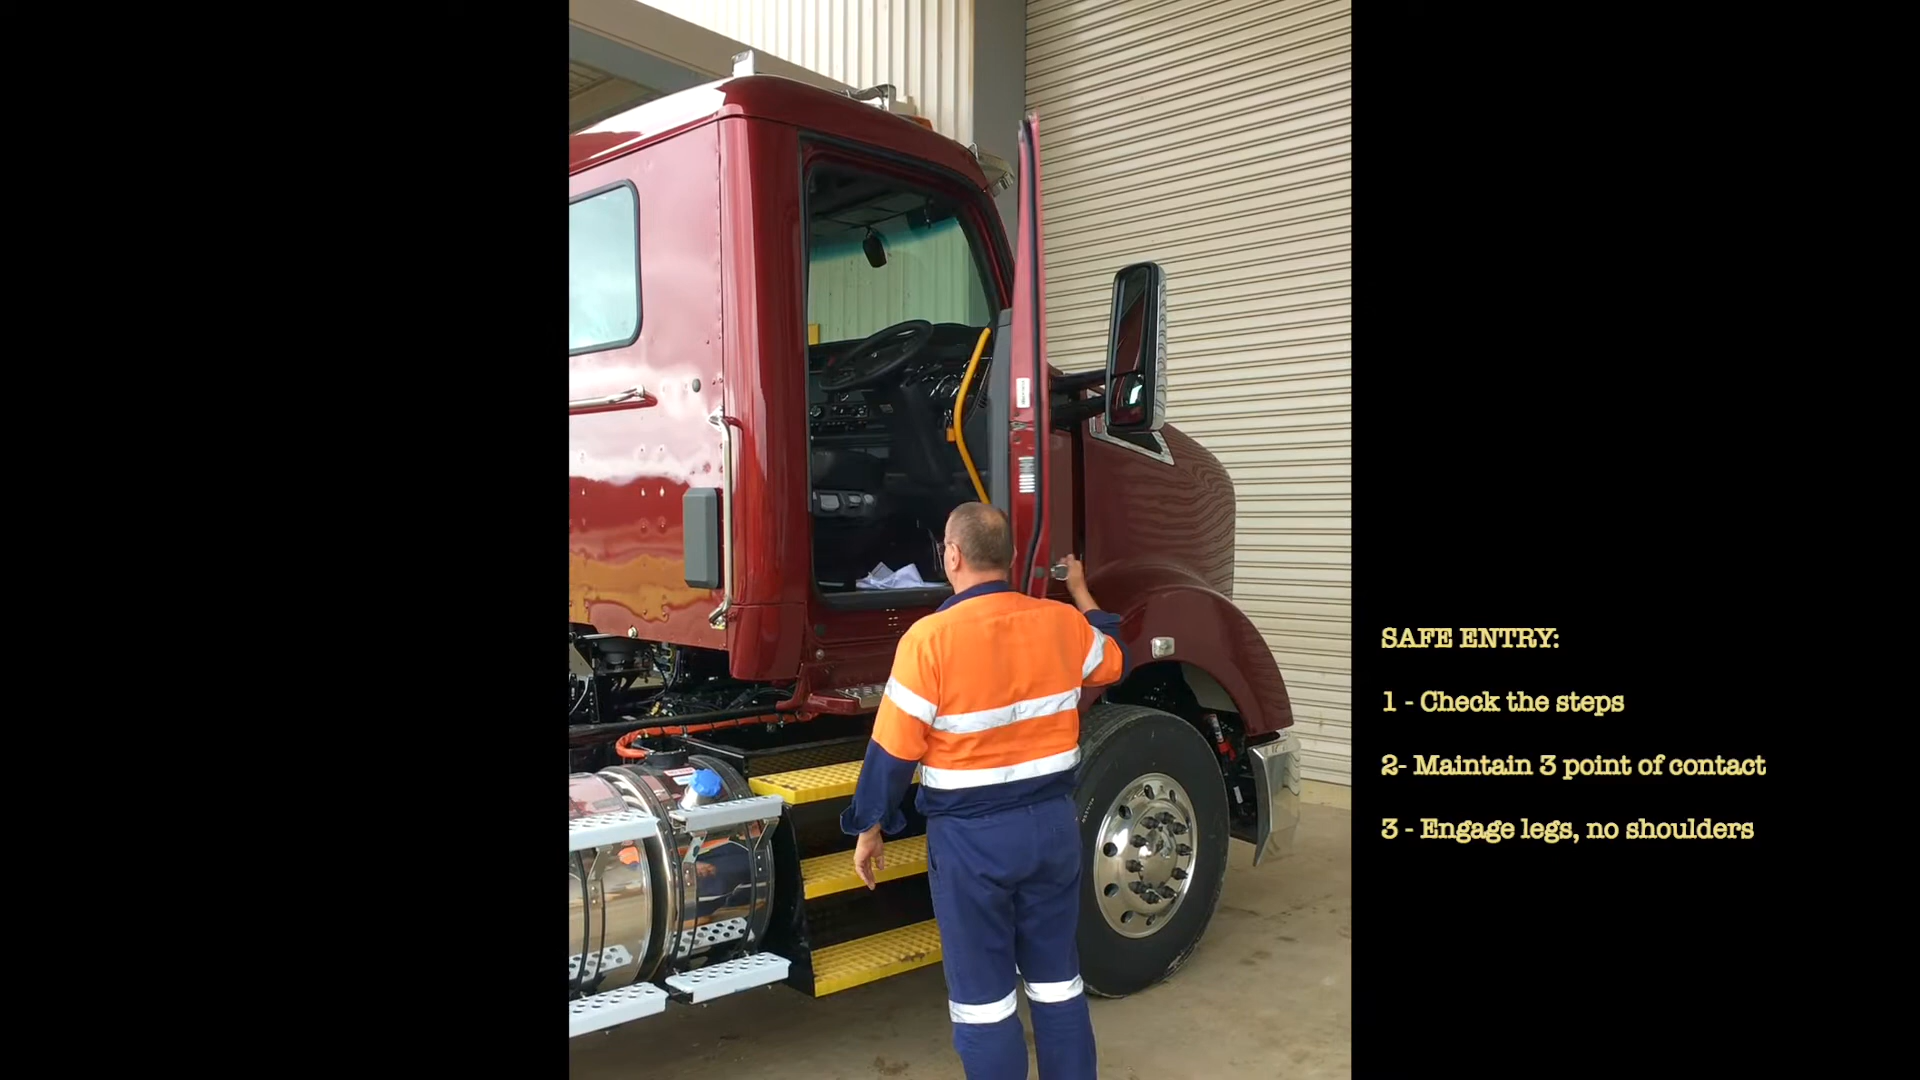 SAFE ENTRY:
1 - Check the steps
2- Maintain 3 point of contact
3 - Engage legs, no shoulders